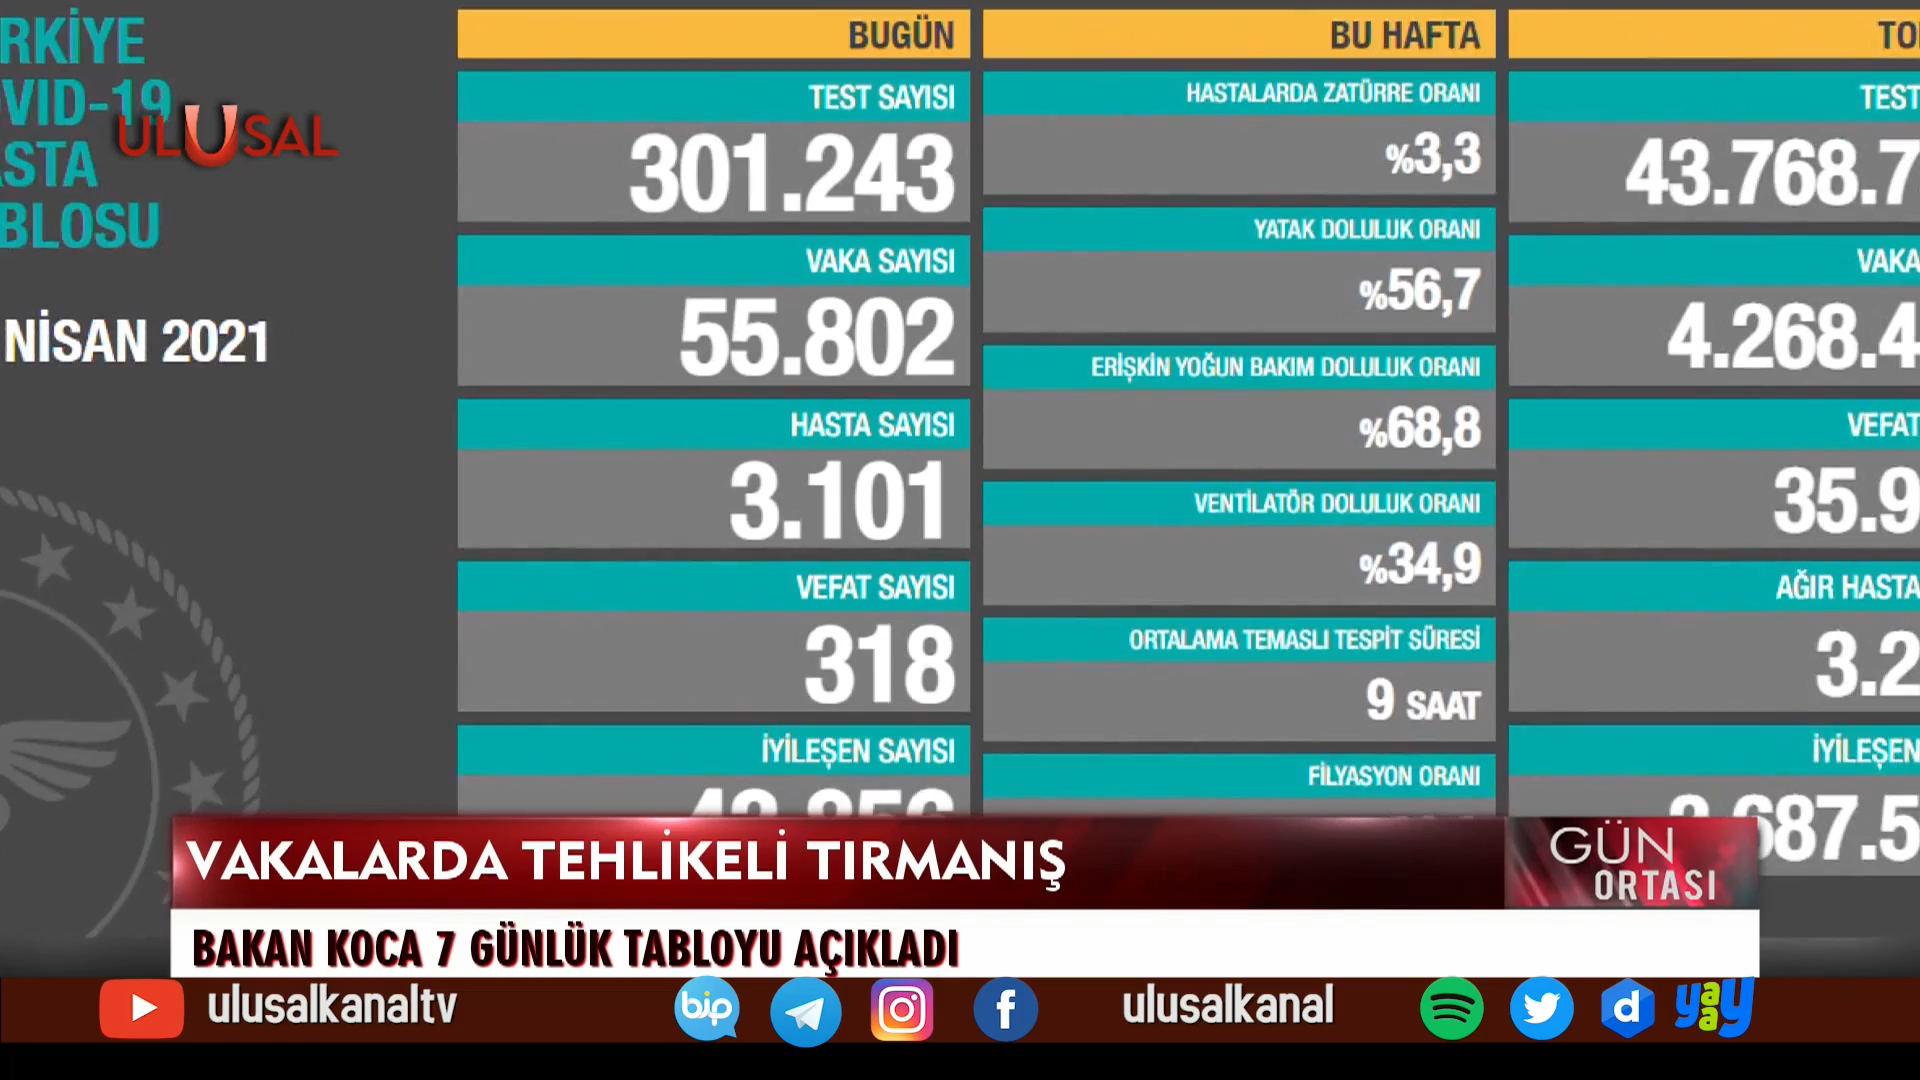 RKİYE
VID-19
STA
BLOSU
NİSAN 2021
ULUSAL
BUGÜN
TEST SAYISI
301.243
VAKA SAYISI
55.802
HASTA SAYISI
3.101
VEFAT SAYISI
318
İYİLEŞEN SAYISI
BU HAFTA
HASTALARDA ZATÜRRE ORANI
%3,3
YATAK DOLULUK ORANI
%56,7
ERİŞKİN YOĞUN BAKIM DOLULUK ORANI
%68,8
VENTİLATÖR DOLULUK ORANI
%34,9
ORTALAMA TEMASLI TESPİT SÜRESİ
9 SAAT
FİLYASYON ORANI
TEST
43.768.7
VAKA
4.268.4
VEFAT
35.9
AĞIR HASTA
3.2
İYİLEŞEN
687.5
VAKALARDA TEHLİKELİ TIRMANIŞ
GÜN
ORTASI
BAKAN KOCA 7 GÜNLÜK TABLOYU AÇIKLADI
ulusalkanaltv
bip
ulusalkanal
d
yaay